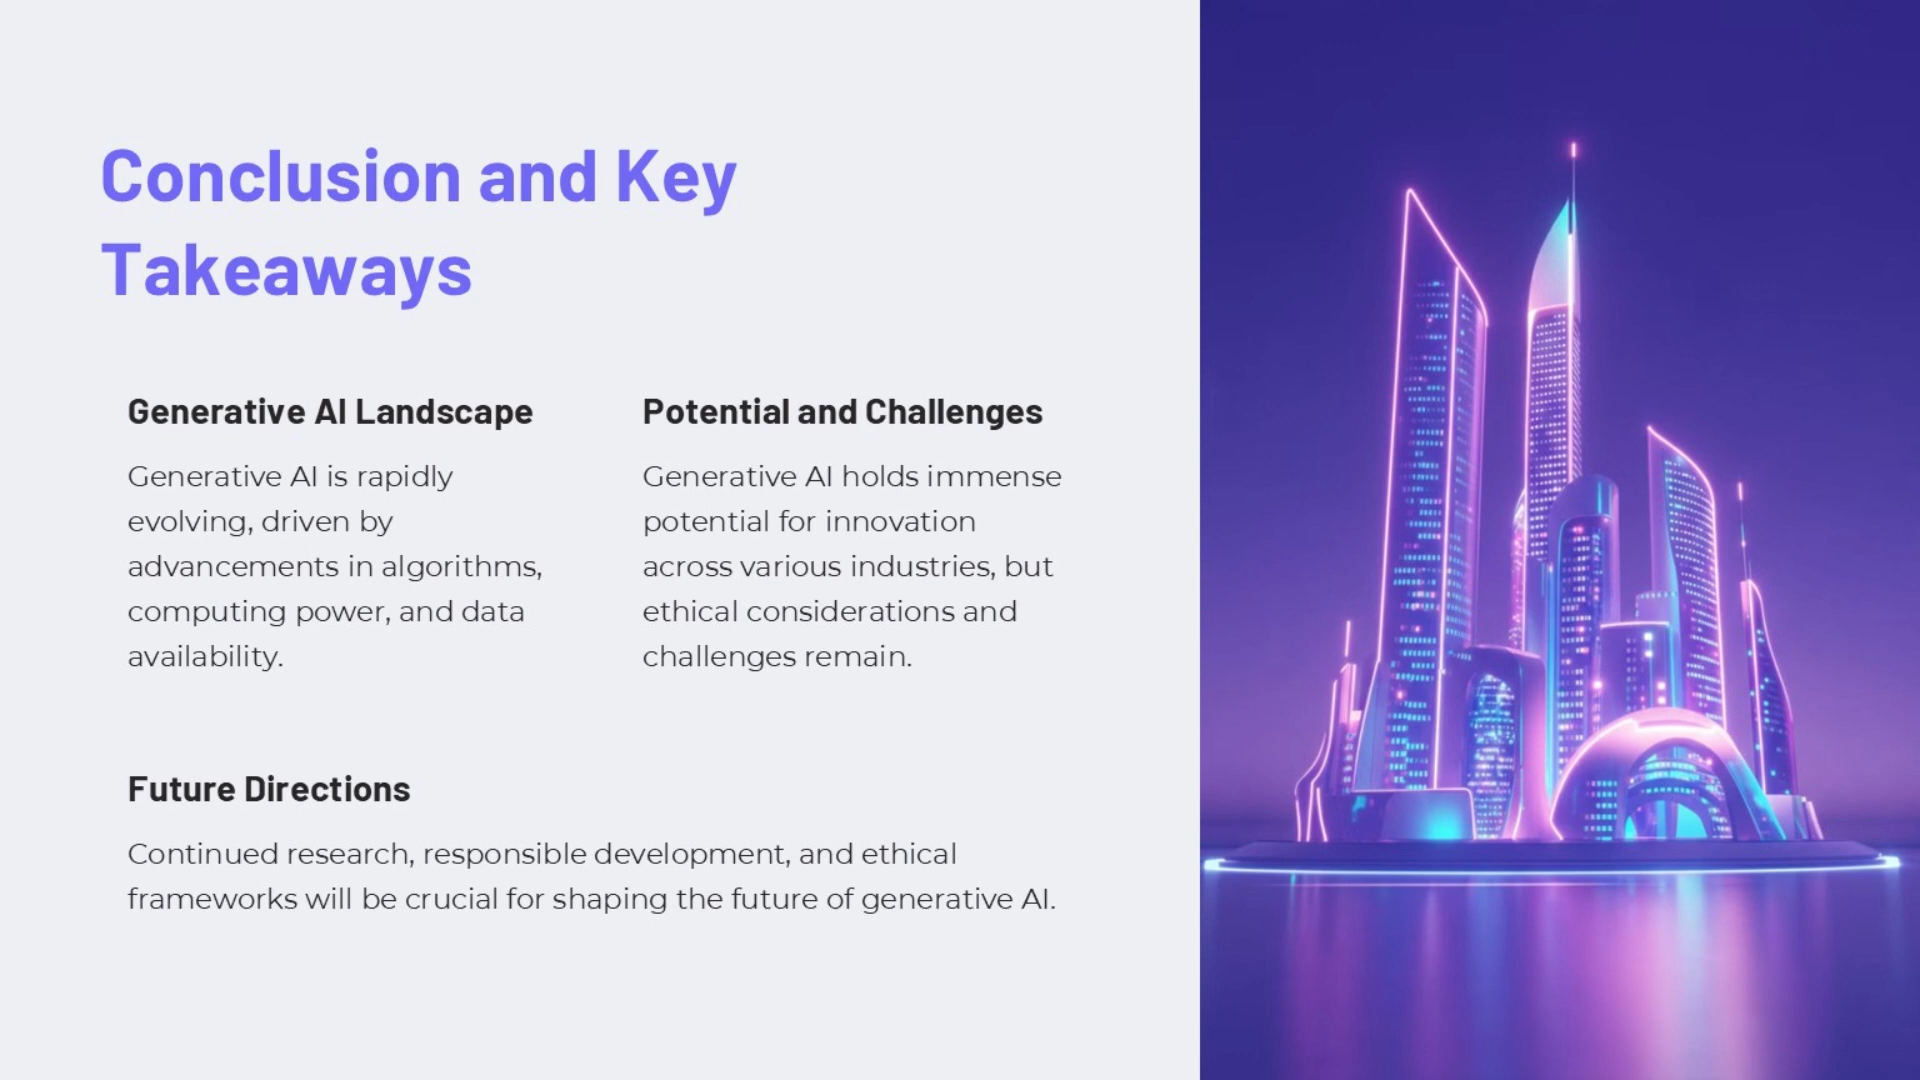 Conclusion and Key
Takeaways
Generative AI Landscape
Generative AI is rapidly
evolving, driven by
advancements in algorithms,
computing power, and data
availability.
Potential and Challenges
Generative AI holds immense
potential for innovation
across various industries, but
ethical considerations and
challenges remain.
Future Directions
Continued research, responsible development, and ethical
frameworks will be crucial for shaping the future of generative AI.